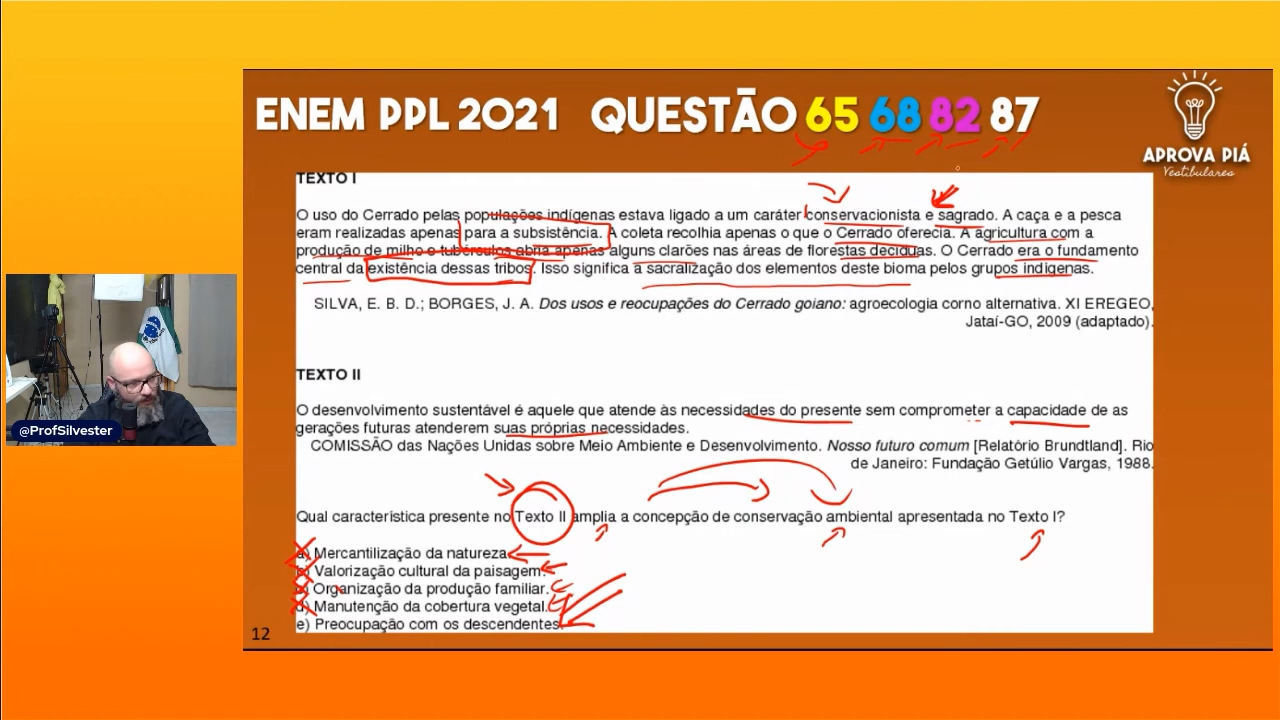 ENEM PPL 2021 QUESTÃO 65 68 82 87
APROVA PIÁ
Vestibulares
TEXTO I
O uso do Cerrado pelas populações indígenas estava ligado a um caráter conservacionista e sagrado. A caça e a pesca
eram realizadas apenas para a subsistência. A coleta recolhia apenas o que o Cerrado oferecia. A agricultura com a
produção de milho e tubérculos abria apenas alguns clarões nas áreas de florestas decíduas. O Cerrado era o fundamento
central da existência dessas tribos. Isso significa a sacralização dos elementos deste bioma pelos grupos indígenas.
SILVA, E. B. D.; BORGES, J. A. Dos usos e reocupações do Cerrado goiano: agroecologia corno alternativa. XI EREGEO,
Jataí-GO, 2009 (adaptado).
TEXTO II
O desenvolvimento sustentável é aquele que atende às necessidades do presente sem comprometer a capacidade de as
gerações futuras atenderem suas próprias necessidades.
COMISSÃO das Nações Unidas sobre Meio Ambiente e Desenvolvimento. Nosso futuro comum [Relatório Brundtland]. Rio
de Janeiro: Fundação Getúlio Vargas, 1988.
Qual característica presente no Texto II amplia a concepção de conservação ambiental apresentada no Texto I?
a) Mercantilização da natureza.
b) Valorização cultural da paisagem.
c) Organização da produção familiar.
d) Manutenção da cobertura vegetal.
e) Preocupação com os descendentes.
12
@ProfSilvester